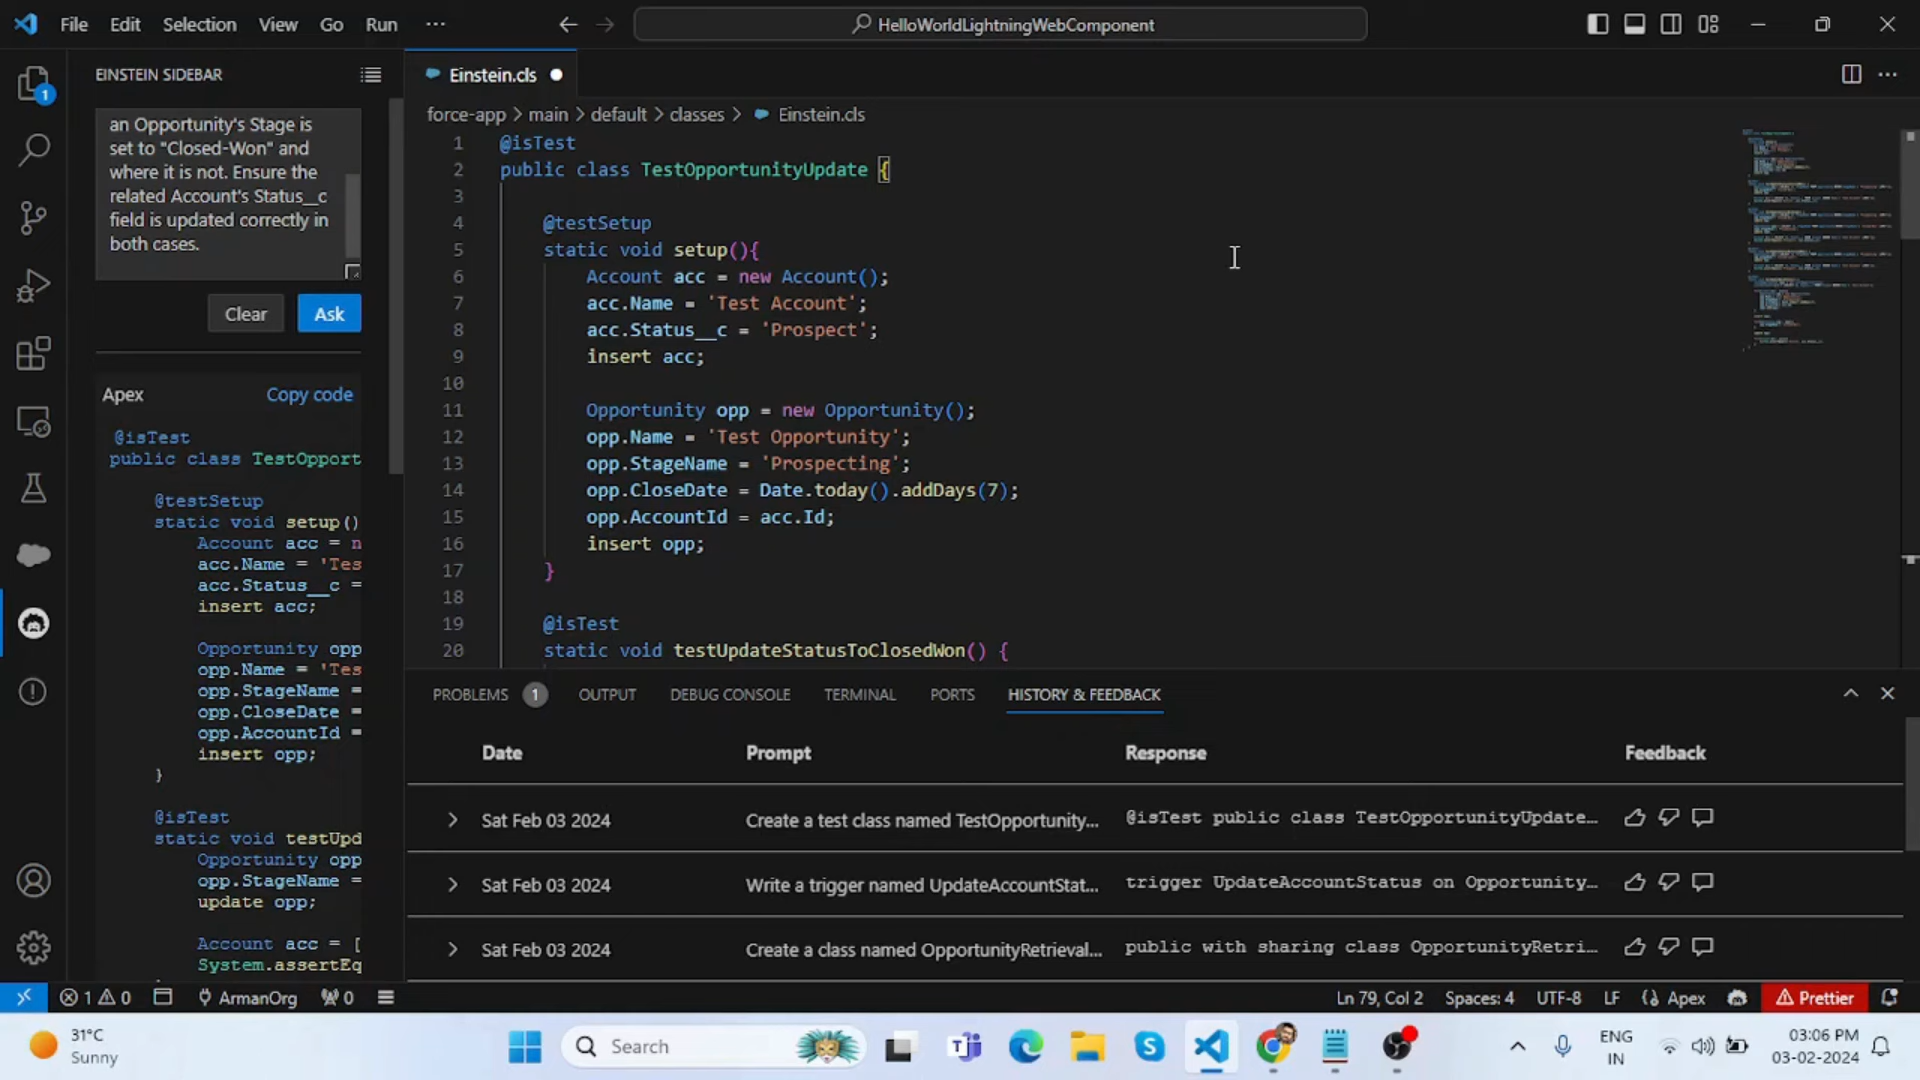 File Edit Selection View Go Run ··· HelloWorldLightningWebComponent
EINSTEIN SIDEBAR
an Opportunity's Stage is
set to "Closed-Won" and
where it is not. Ensure the
related Account's Status__c
field is updated correctly in
both cases.
Clear Ask
Apex Copy code
@isTest
public class TestOpport
@testSetup
static void setup()
Account acc = n
acc.Name = 'Tes
acc.Status__c =
insert acc;
Opportunity opp
opp.Name = 'Tes
opp.StageName =
opp.CloseDate =
opp.AccountId =
insert opp;
}
@isTest
static void testUpd
Opportunity opp
opp.StageName =
update opp;
Account acc = [
System.assertEq
1
Einstein.cls
force-app > main > default > classes > Einstein.cls
1 @isTest
2 public class TestOpportunityUpdate {
3
4 @testSetup
5 static void setup(){
6 Account acc = new Account();
7 acc.Name = 'Test Account';
8 acc.Status__c = 'Prospect';
9 insert acc;
10
11 Opportunity opp = new Opportunity();
12 opp.Name = 'Test Opportunity';
13 opp.StageName = 'Prospecting';
14 opp.CloseDate = Date.today().addDays(7);
15 opp.AccountId = acc.Id;
16 insert opp;
17 }
18
19 @isTest
20 static void testUpdateStatusToClosedWon() {
PROBLEMS 1 OUTPUT DEBUG CONSOLE TERMINAL PORTS HISTORY & FEEDBACK
Date Prompt Response Feedback
Sat Feb 03 2024 Create a test class named TestOpportunity... @isTest public class TestOpportunityUpdate…
Sat Feb 03 2024 Write a trigger named UpdateAccountStat... trigger UpdateAccountStatus on Opportunity…
Sat Feb 03 2024 Create a class named OpportunityRetrieval... public with sharing class OpportunityRetri…
1 0 ArmanOrg 0 Ln 79, Col 2 Spaces: 4 UTF-8 LF Apex Prettier
31°C
Sunny
Search
ENG
IN
03:06 PM
03-02-2024